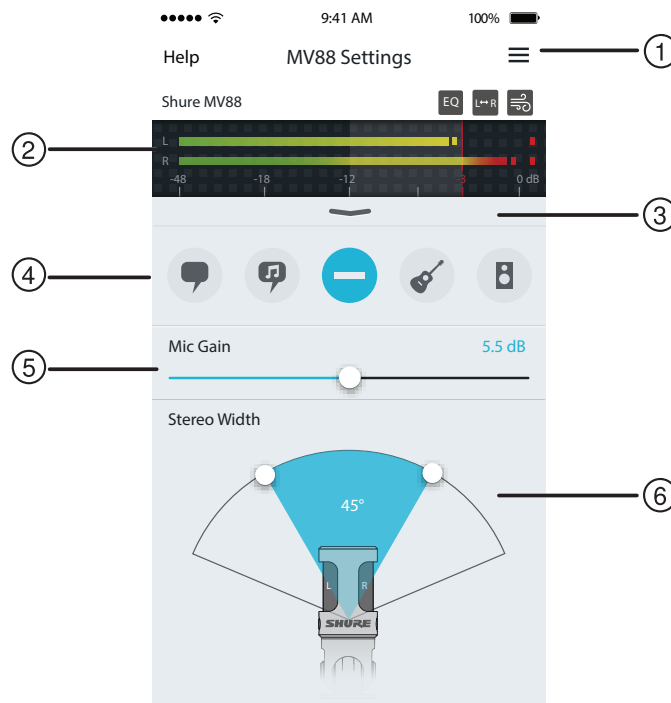 9:41 AM 100%
Help MV88 Settings
1
Shure MV88 EQ L↔R
2
L
R
-48 -18 -12 -3 0 dB
3
4
Mic Gain 5.5 dB
5
Stereo Width
6
45°
L R
SHURE